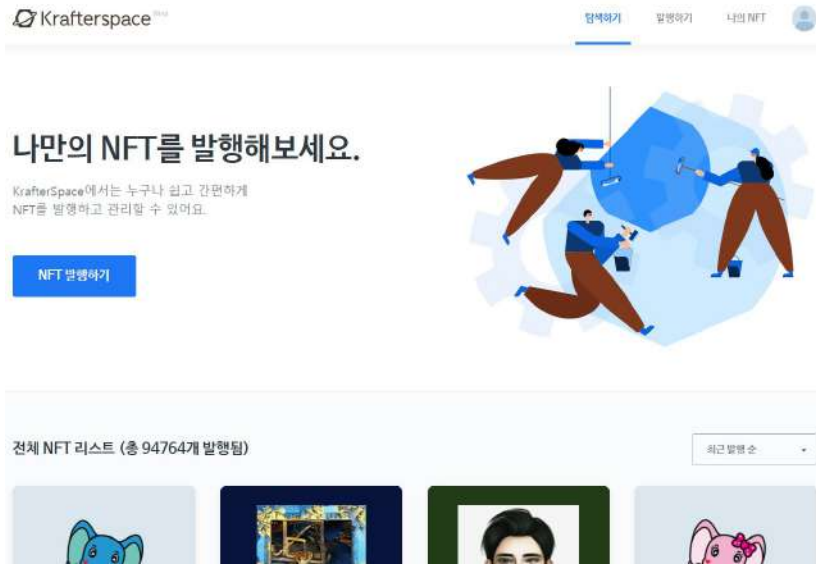 Krafterspace
탐색하기
발행하기
나의 NFT
나만의 NFT를 발행해보세요.
KrafterSpace에서는 누구나 쉽고 간편하게
NFT를 발행하고 관리할 수 있어요.
NFT 발행하기
전체 NFT 리스트 (총 94764개 발행됨)
최근 발행 순